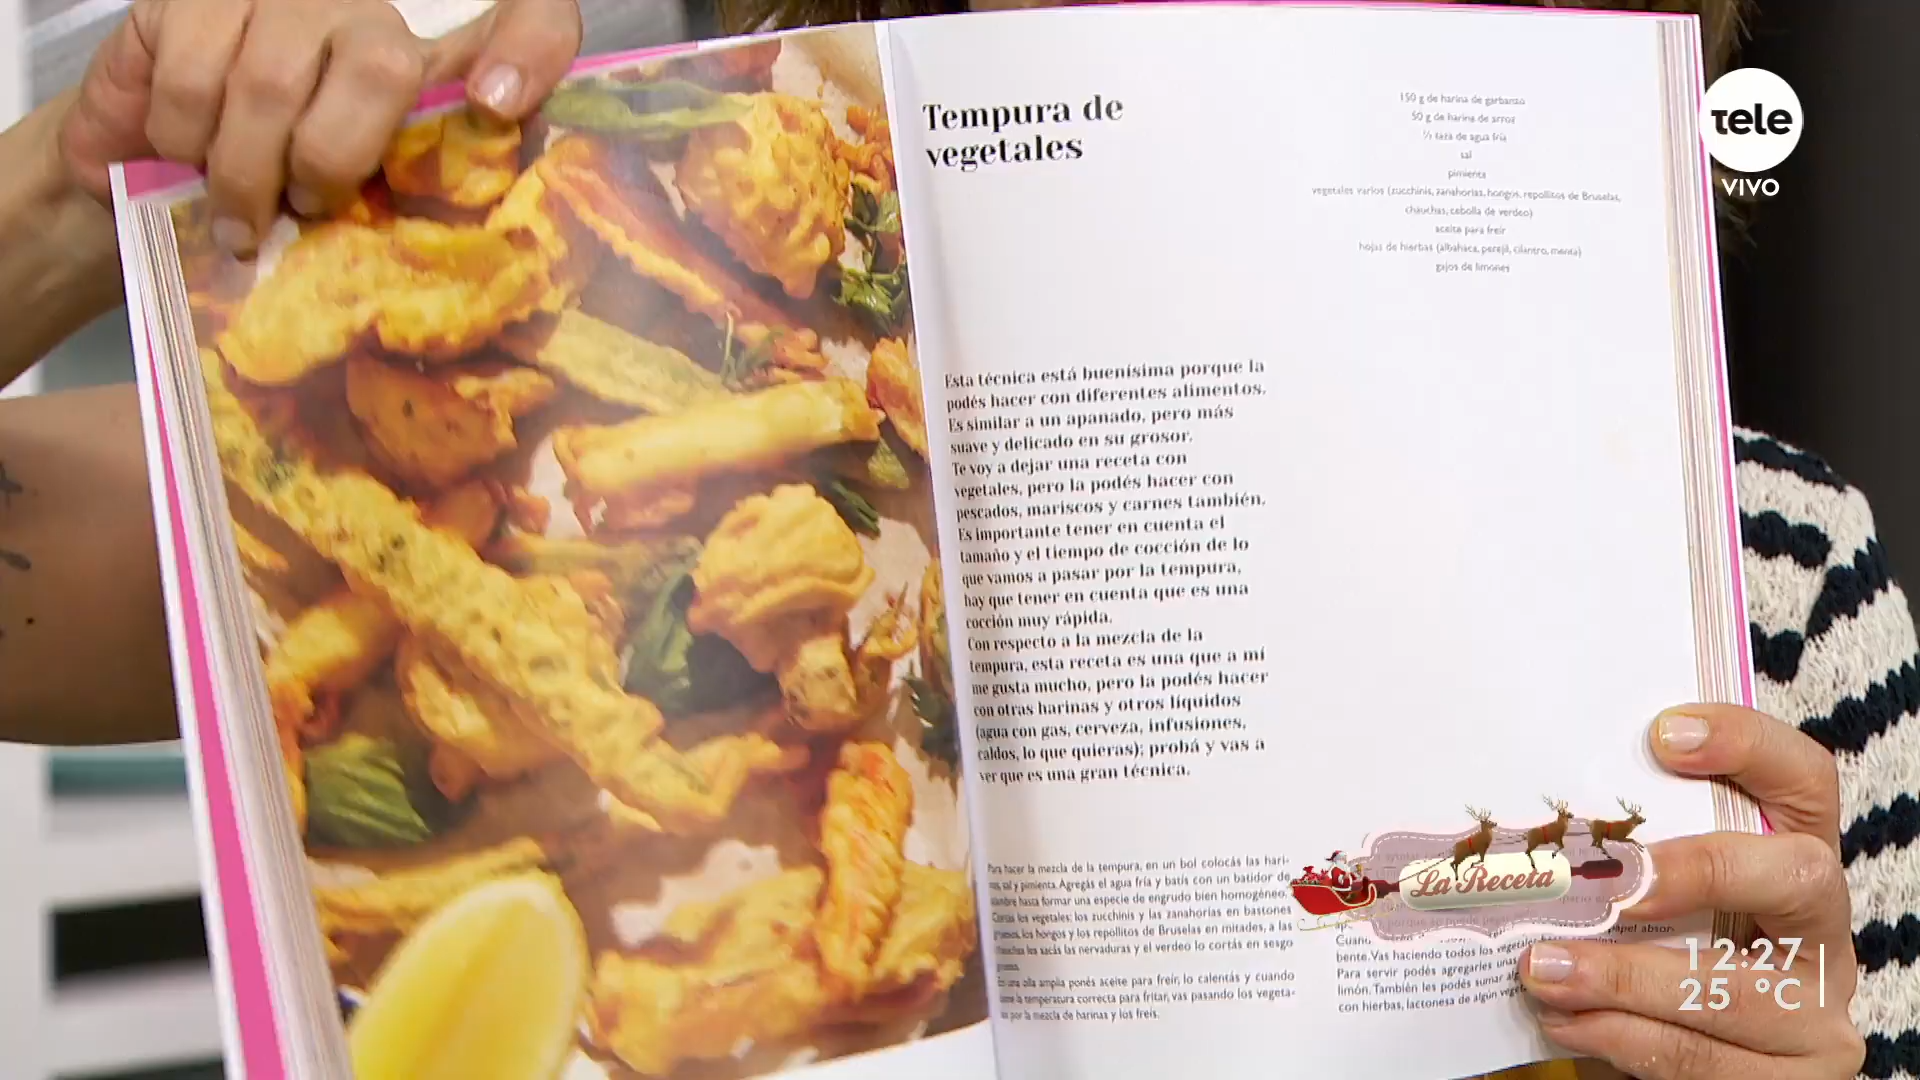 Tempura de
vegetales
150 g de harina de garbanzo
50 g de harina de arroz
taza de agua fría
sal
pimienta
vegetales varios (zucchinis, zanahorias, hongos, repollitos de Bruselas,
chauchas, cebolla de verdeo)
aceite para freír
hojas de hierbas (albahaca, perejil, cilantro, menta)
gajos de limones
Esta técnica está buenísima porque la
podés hacer con diferentes alimentos.
Es similar a un apanado, pero más
suave y delicado en su grosor.
Te voy a dejar una receta con
vegetales, pero la podés hacer con
pescados, mariscos y carnes también.
Es importante tener en cuenta el
tamaño y el tiempo de cocción de lo
que vamos a pasar por la tempura,
hay que tener en cuenta que es una
cocción muy rápida.
Con respecto a la mezcla de la
tempura, esta receta es una que a mí
me gusta mucho, pero la podés hacer
con otras harinas y otros líquidos
(agua con gas, cerveza, infusiones,
caldos, lo que quieras); probá y vas a
ver que es una gran técnica.
Para hacer la mezcla de la tempura, en un bol colocás las hari-
nas, sal y pimienta. Agregás el agua fría y batís con un batidor de
alambre hasta formar una especie de engrudo bien homogéneo.
Cortás los vegetales: los zucchinis y las zanahorias en bastones
gruesos, los hongos y los repollitos de Bruselas en mitades, a las
chauchas les sacás las nervaduras y el verdeo lo cortás en sesgo
grueso.
En una olla amplia ponés aceite para freír, lo calentás y cuando
tome la temperatura correcta para fritar, vas pasando los vegeta-
les por la mezcla de harinas y los freís.
porque se puede
papel absor-
bente. Vas haciendo todos los vegetales
Para servir podés agregarles unas
limón. También les podés sumar
con hierbas, lactonesa de algún
tele
VIVO
La Receta
12:27
25 °C